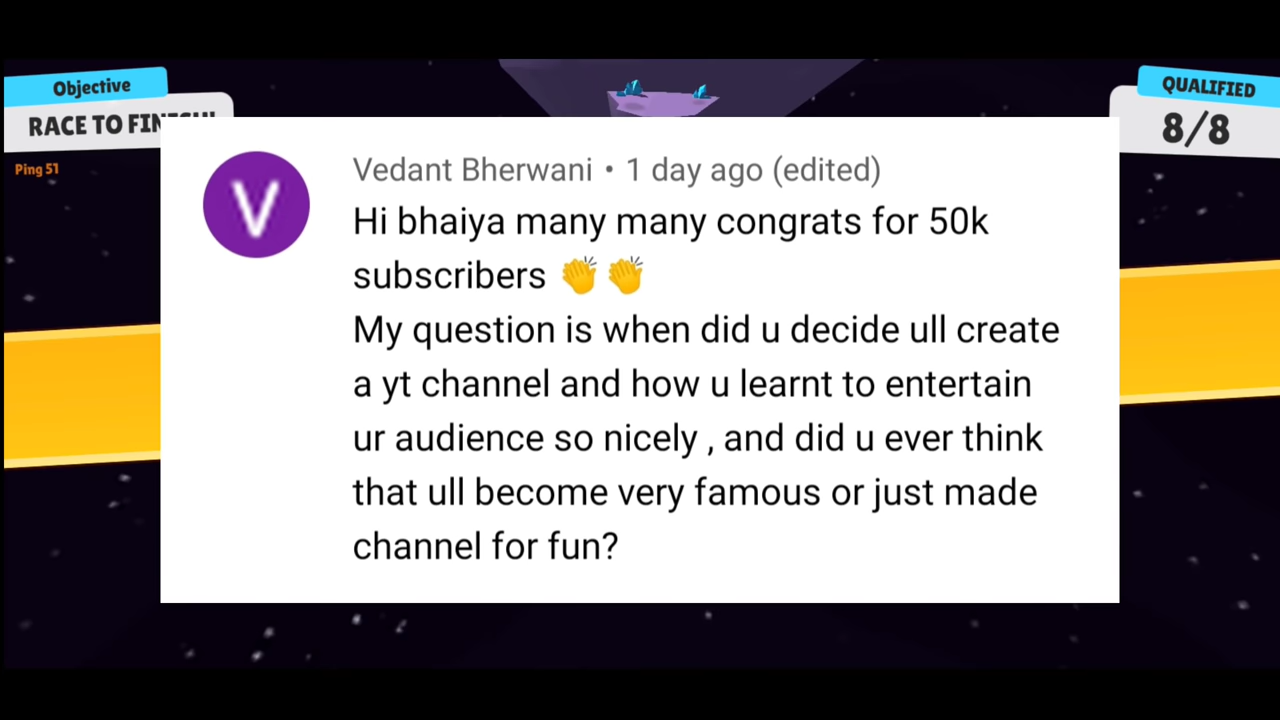 Objective
QUALIFIED
RACE TO
8/8
Ping 51
V
Vedant Bherwani • 1 day ago (edited)
Hi bhaiya many many congrats for 50k
subscribers 👏👏
My question is when did u decide ull create
a yt channel and how u learnt to entertain
ur audience so nicely , and did u ever think
that ull become very famous or just made
channel for fun?